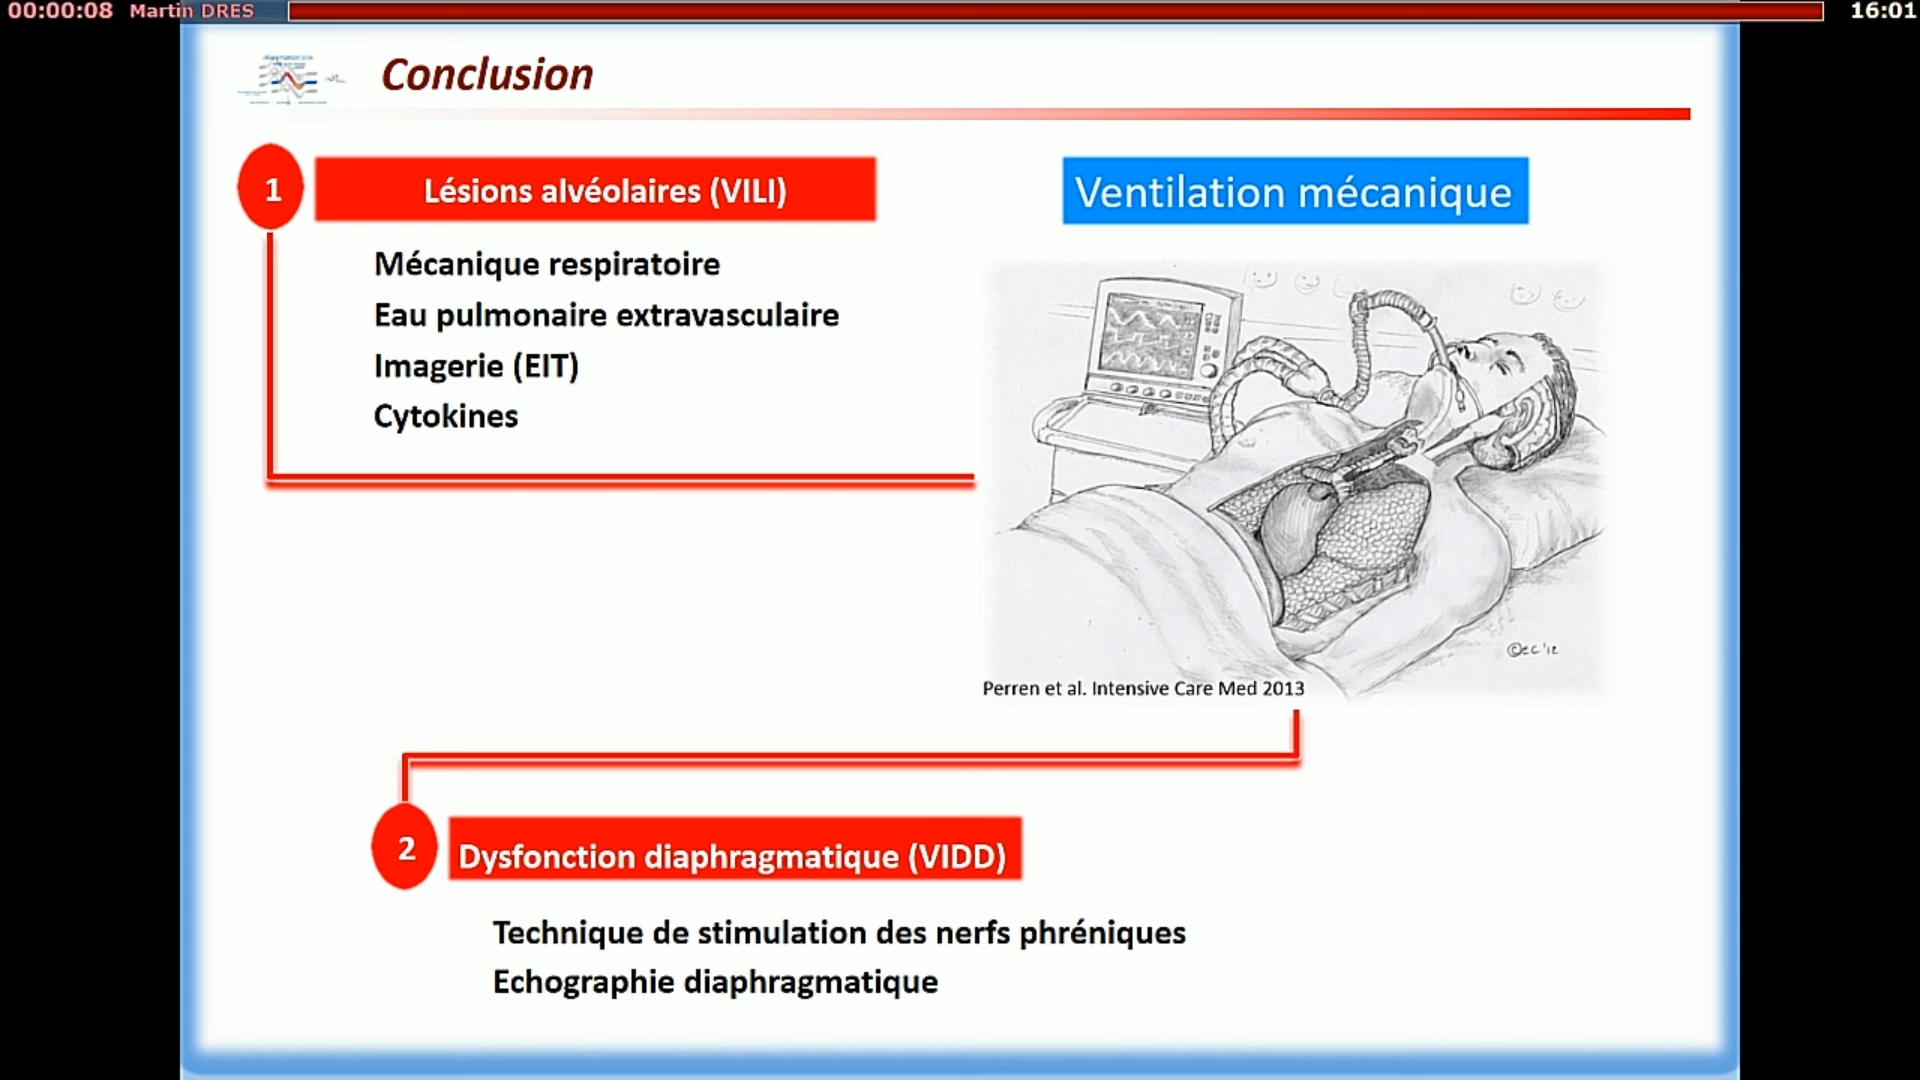 00:00:08 Martin DRES 16:01
Conclusion
1
Lésions alvéolaires (VILI)
Mécanique respiratoire
Eau pulmonaire extravasculaire
Imagerie (EIT)
Cytokines
Ventilation mécanique
©ec'12
Perren et al. Intensive Care Med 2013
2
Dysfonction diaphragmatique (VIDD)
Technique de stimulation des nerfs phréniques
Echographie diaphragmatique